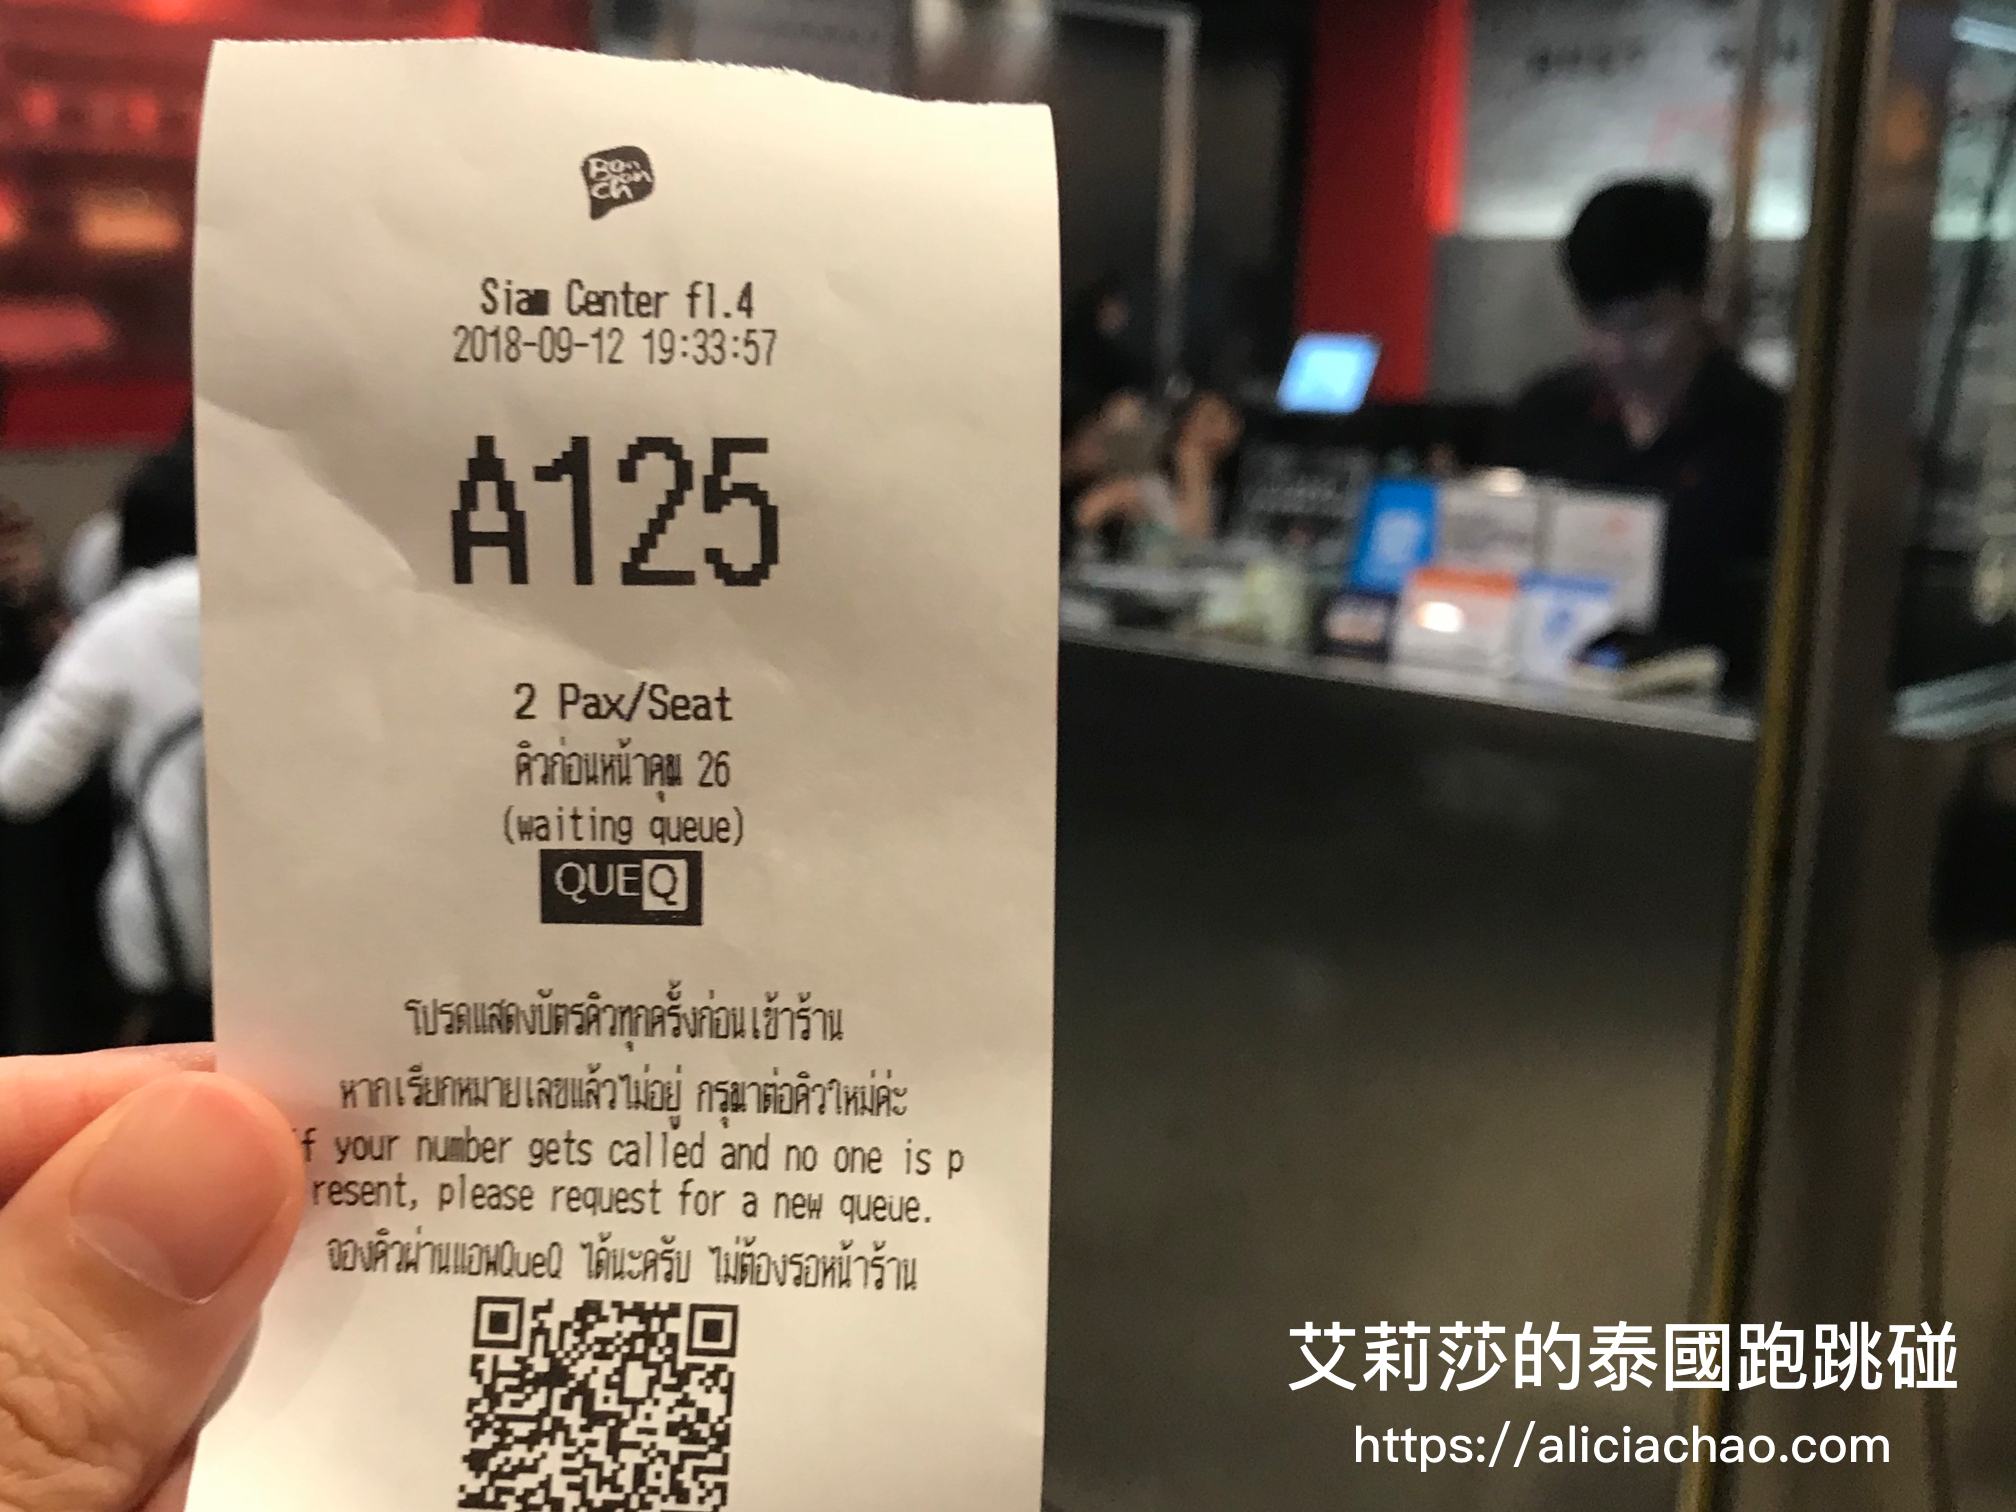 Bon
chon
Siam Center fl.4
2018-09-12 19:33:57
A125
2 Pax/Seat
คิวก่อนหน้าคุณ 26
(waiting queue)
QUEQ
โปรดแสดงบัตรคิวทุกครั้งก่อนเข้าร้าน
หากเรียกหมายเลขแล้วไม่อยู่ กรุณาต่อคิวใหม่ค่ะ
f your number gets called and no one is p
resent, please request for a new queue.
จองคิวผ่านแอพQueQ ได้นะครับ ไม่ต้องรอหน้าร้าน
艾莉莎的泰國跑跳碰
https://aliciachao.com